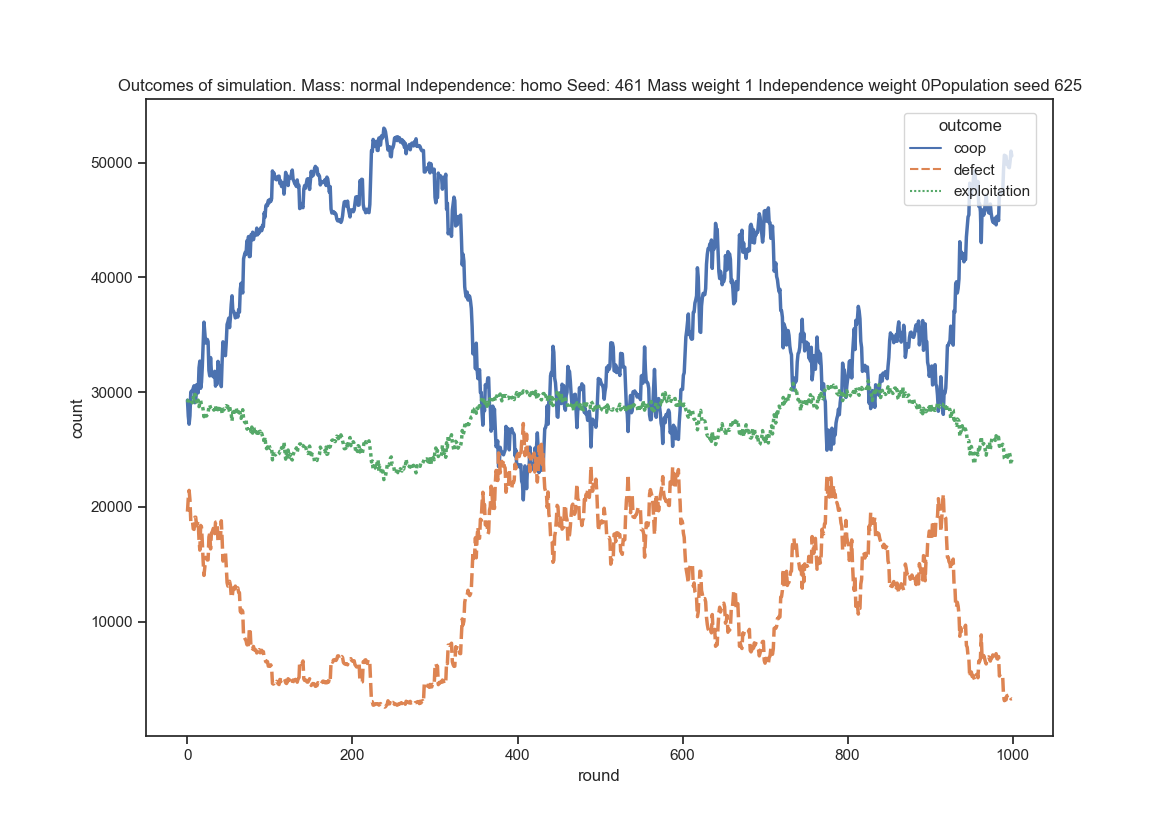 Outcomes of simulation. Mass: normal Independence: homo Seed: 461 Mass weight 1 Independence weight 0Population seed 625
outcome
coop
defect
exploitation
50000
40000
30000
20000
10000
count
0
200
400
600
800
1000
round